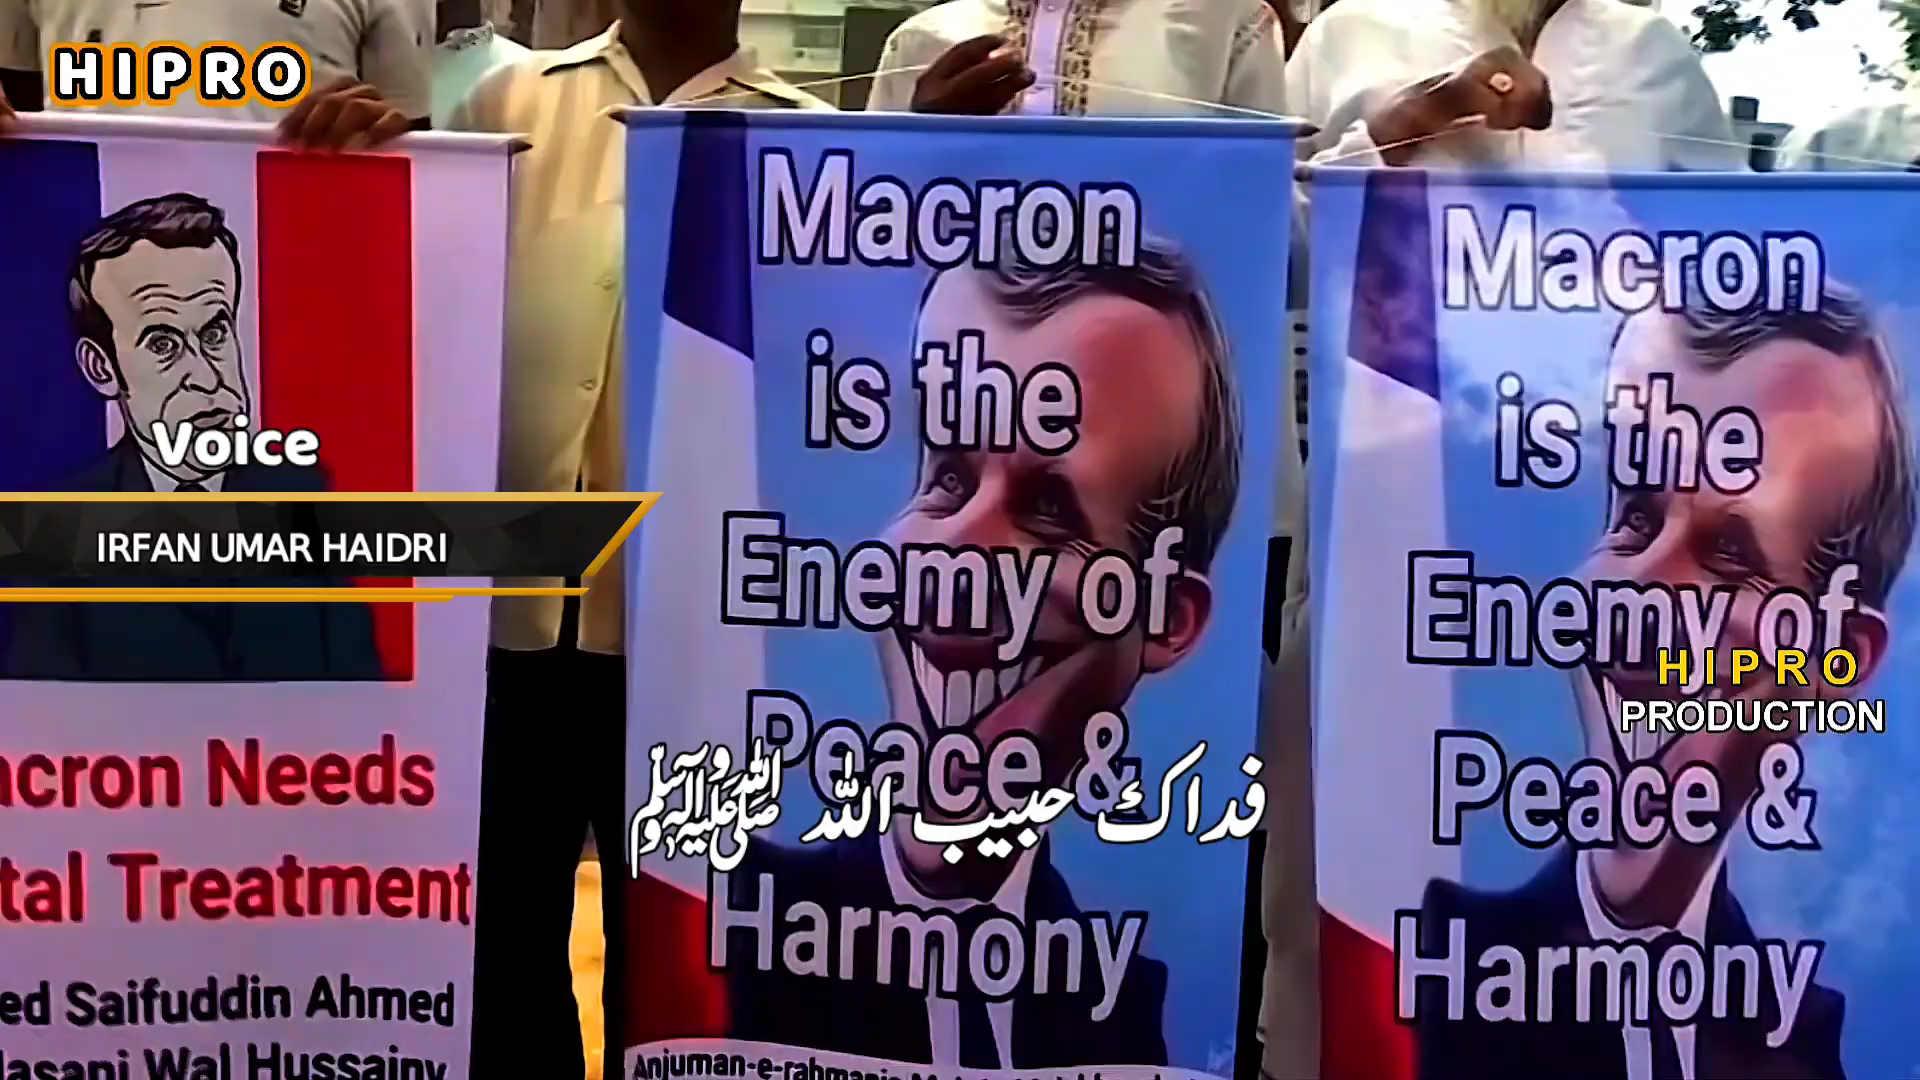 HIPRO
Voice
IRFAN UMAR HAIDRI
acron Needs
tal Treatment
ed Saifuddin Ahmed
Wal Hussainy
Macron
is the
Enemy of
Peace &
Harmony
Anjuman-e-rahmania
فداک حبیب اللہ صلی اللہ علیہ وآلہ وسلم
Macron
is the
Enemy of
Peace &
Harmony
HIPRO
PRODUCTION